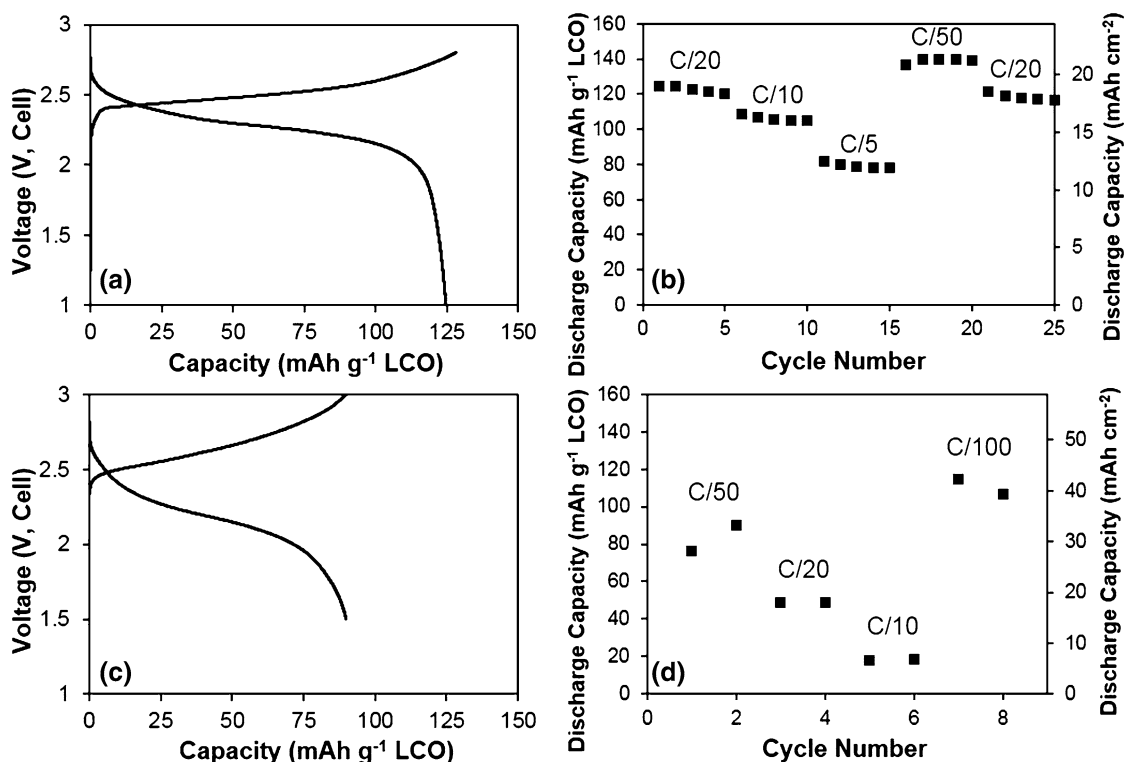 3
2.5
2
1.5
1
Voltage (V, Cell)
(a)
0 25 50 75 100 125 150
Capacity (mAh g⁻¹ LCO)
160
140
120
100
80
60
40
20
0
Discharge Capacity (mAh g⁻¹ LCO)
C/20
C/10
C/5
C/50
C/20
(b)
0 5 10 15 20 25
Cycle Number
20
15
10
5
0
Discharge Capacity (mAh cm⁻²)
3
2.5
2
1.5
1
Voltage (V, Cell)
(c)
0 25 50 75 100 125 150
Capacity (mAh g⁻¹ LCO)
160
140
120
100
80
60
40
20
0
Discharge Capacity (mAh g⁻¹ LCO)
C/50
C/20
C/10
C/100
(d)
0 2 4 6 8
Cycle Number
50
40
30
20
10
0
Discharge Capacity (mAh cm⁻²)